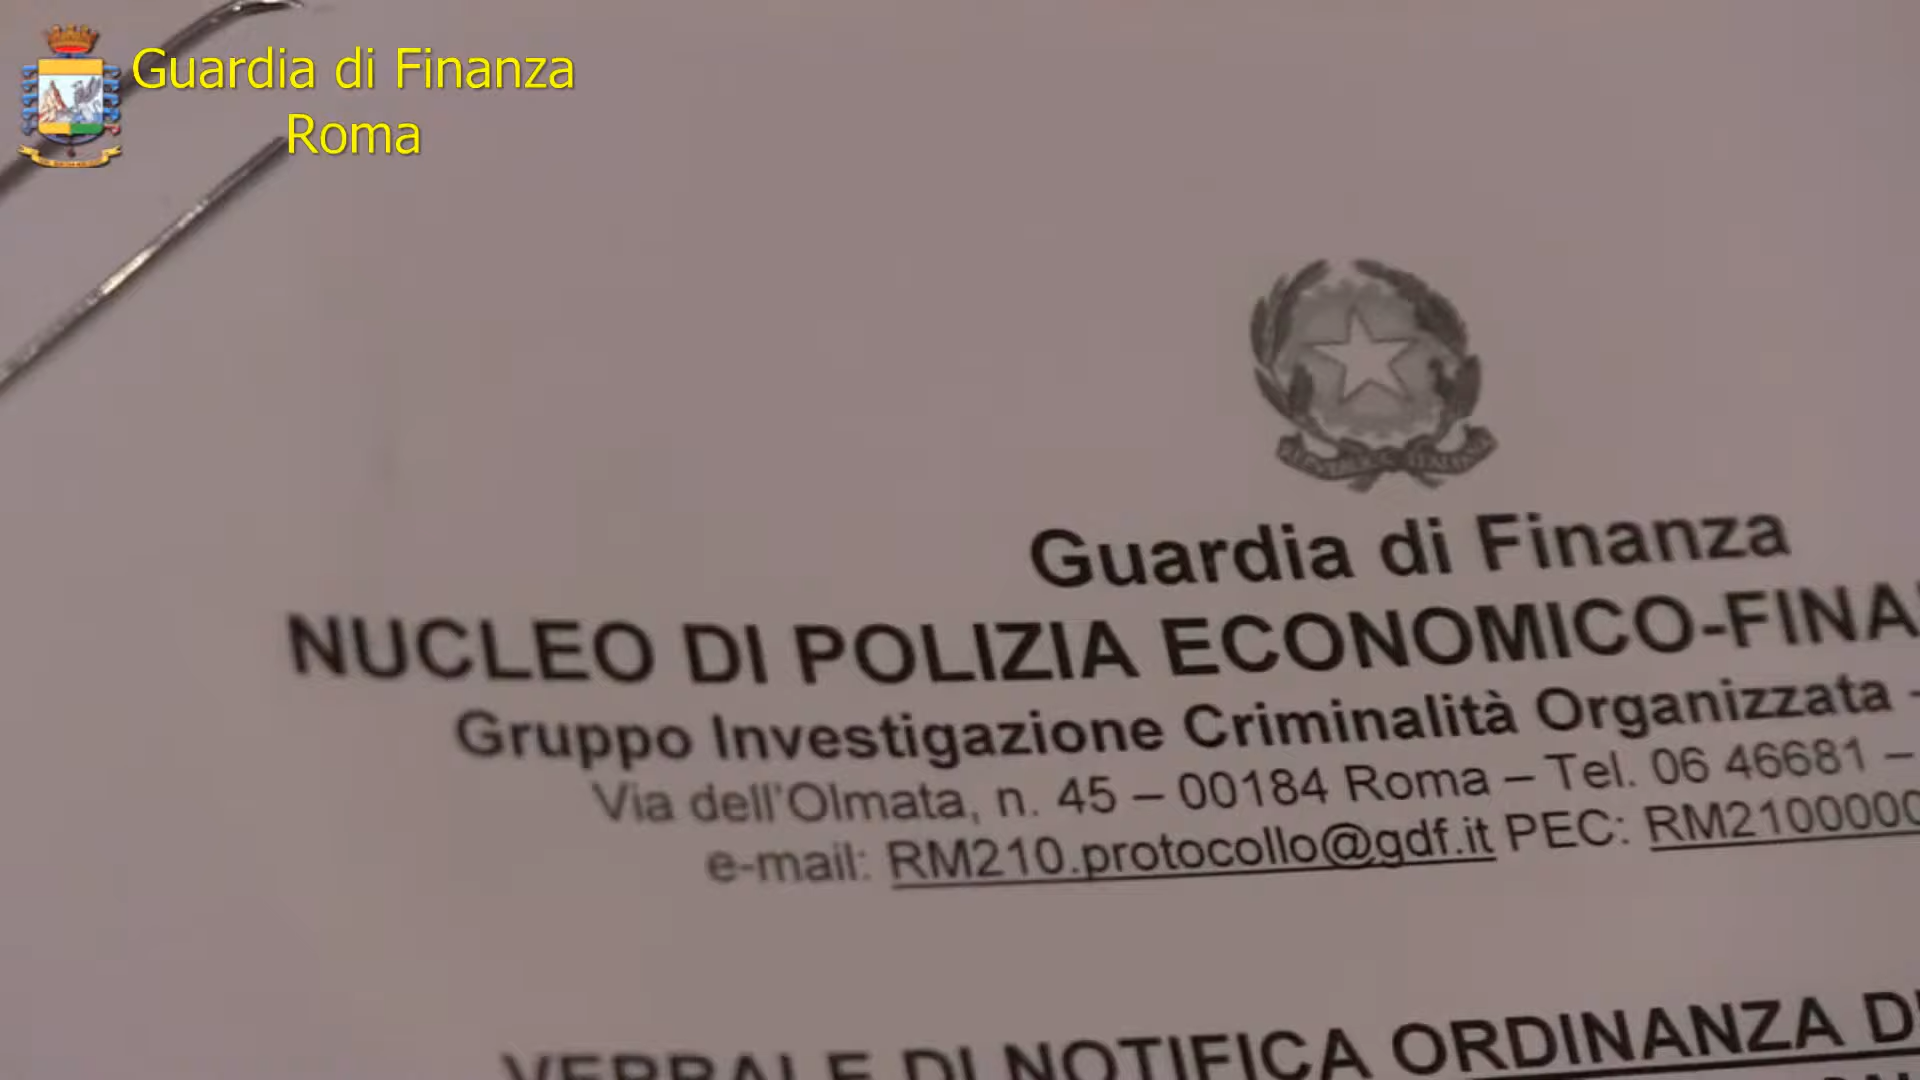 Guardia di Finanza
Roma
Guardia di Finanza
NUCLEO DI POLIZIA ECONOMICO-FINA
Gruppo Investigazione Criminalità Organizzata -
Via dell'Olmata, n. 45 – 00184 Roma – Tel. 06 46681 –
e-mail: RM210.protocollo@gdf.it PEC: RM2100000
VERBALE DI NOTIFICA ORDINANZA